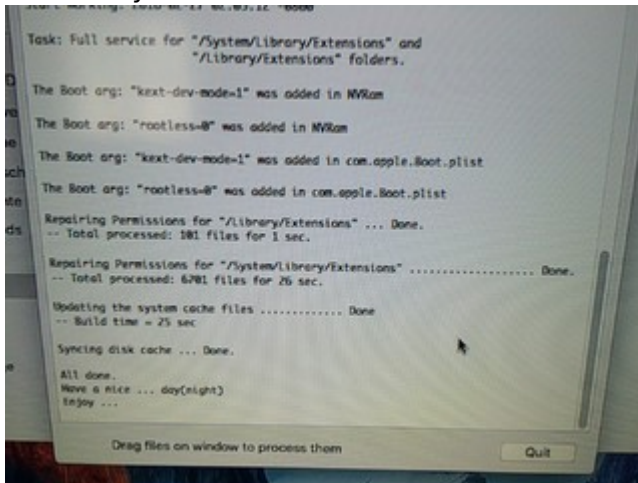 Task: Full service for "/System/Library/Extensions" and
"/Library/Extensions" folders.
The Boot arg: "kext-dev-mode=1" was added in NVRam
The Boot arg: "rootless=0" was added in NVRam
The Boot arg: "kext-dev-mode=1" was added in com.apple.Boot.plist
The Boot arg: "rootless=0" was added in com.apple.Boot.plist
Repairing Permissions for "/Library/Extensions" ... Done.
-- Total processed: 101 files for 1 sec.
Repairing Permissions for "/System/Library/Extensions" .................. Done.
-- Total processed: 6701 files for 26 sec.
Updating the system cache files ............. Done
-- Build time = 25 sec
Syncing disk cache ... Done.
All done.
Have a nice ... day(night)
Enjoy ...
Drag files on window to process them
Quit